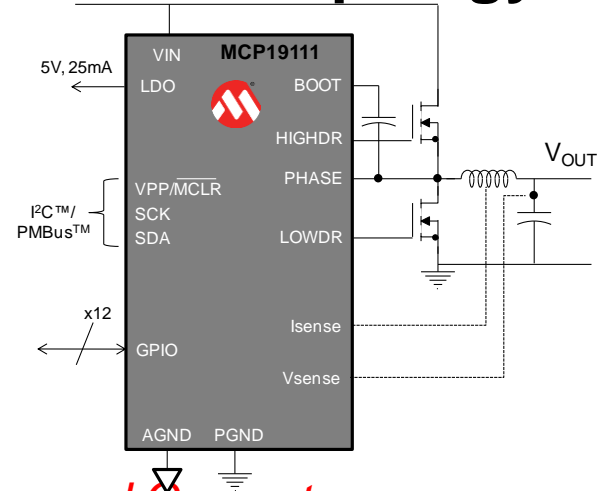 VIN
MCP19111
5V, 25mA
LDO
BOOT
HIGHDR
VOUT
PHASE
VPP/MCLR
I²C™/
PMBus™
SCK
SDA
LOWDR
x12
Isense
GPIO
Vsense
AGND
PGND